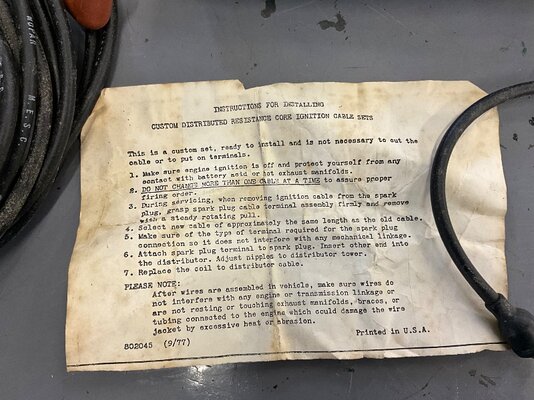 WORNB M.E.S.C.
INSTRUCTIONS FOR INSTALLING
CUSTOM DISTRIBUTED RESISTANCE CORE IGNITION CABLE SETS
This is a custom set, ready to install and is not necessary to cut the
cable or to put on terminals.
1. Make sure engine ignition is off and protect yourself from any
contact with battery acid or hot exhaust manifolds.
2. DO NOT CHANGE MORE THAN ONE CABLE AT A TIME to assure proper
firing order.
3. During servicing, when removing ignition cable from the spark
plug, grasp spark plug cable terminal assembly firmly and remove
with a steady rotating pull.
4. Select new cable of approximately the same length as the old cable.
5. Make sure of the type of terminal required for the spark plug
connection so it does not interfere with any mechanical linkage.
6. Attach spark plug terminal to spark plug. Insert other end into
the distributor. Adjust nipples to distributor tower.
7. Replace the coil to distributor cable.
PLEASE NOTE:
After wires are assembled in vehicle, make sure wires do
not interfere with any engine or transmission linkage or
are not resting or touching exhaust manifolds, braces, or
tubing connected to the engine which could damage the wire
jacket by excessive heat or abrasion.
802045 (9/77)
Printed in U.S.A.